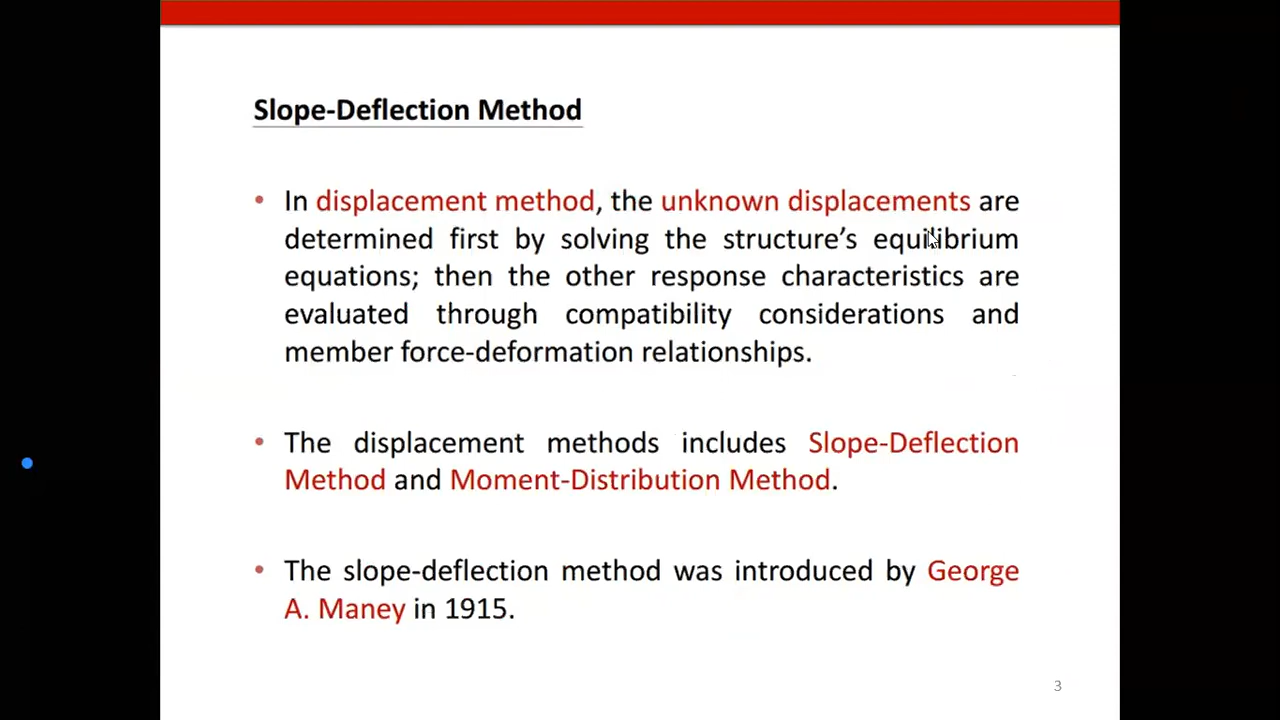 Slope-Deflection Method
• In displacement method, the unknown displacements are
determined first by solving the structure’s equilibrium
equations; then the other response characteristics are
evaluated through compatibility considerations and
member force-deformation relationships.
• The displacement methods includes Slope-Deflection
Method and Moment-Distribution Method.
• The slope-deflection method was introduced by George
A. Maney in 1915.
3